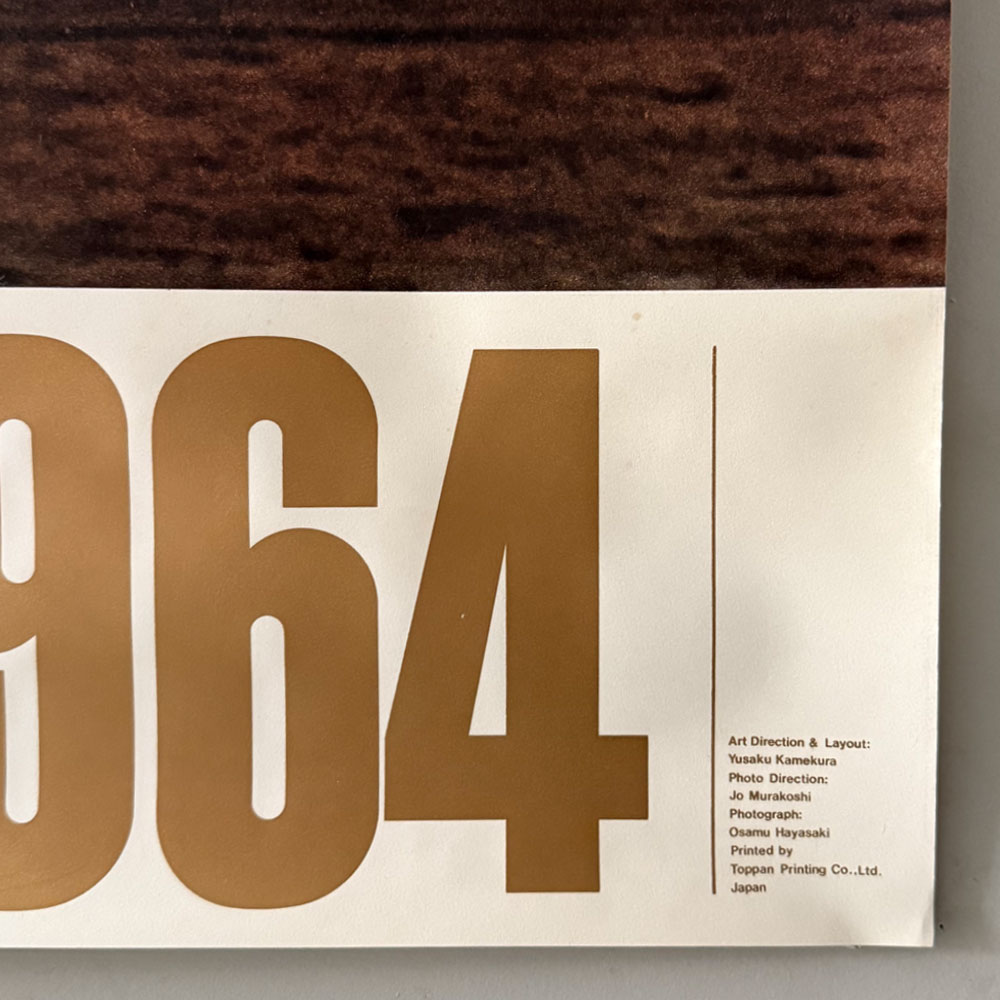 964
Art Direction & Layout:
Yusaku Kamekura
Photo Direction:
Jo Murakoshi
Photograph:
Osamu Hayasaki
Printed by
Toppan Printing Co.,Ltd.
Japan